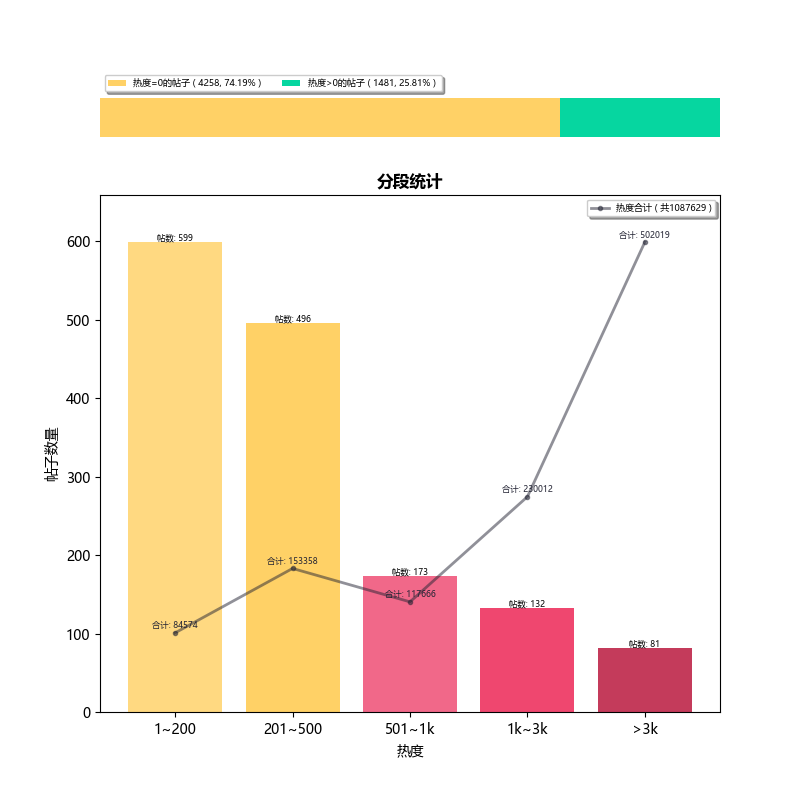 热度=0的帖子 ( 4258, 74.19% ) 热度>0的帖子 ( 1481, 25.81% )
分段统计
热度合计 ( 共1087629 )
600
500
400
300
200
100
0
帖子数量
帖数: 599
帖数: 496
帖数: 173
帖数: 132
帖数: 81
合计: 84574
合计: 153358
合计: 117666
合计: 230012
合计: 502019
1~200 201~500 501~1k 1k~3k >3k
热度